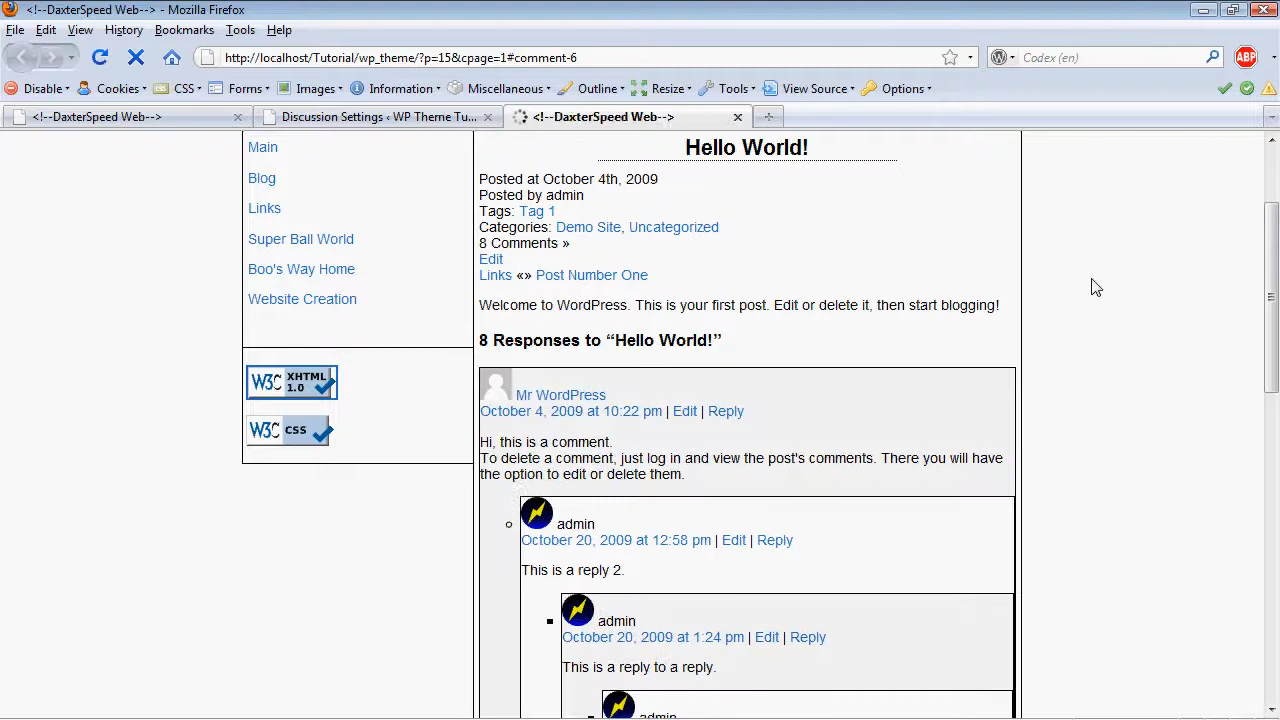 <!--DaxterSpeed Web--> - Mozilla Firefox
File Edit View History Bookmarks Tools Help
http://localhost/Tutorial/wp_theme/?p=15&cpage=1#comment-6
Codex (en)
ABP
Disable Cookies CSS Forms Images Information Miscellaneous Outline Resize Tools View Source Options
<!--DaxterSpeed Web-->
Discussion Settings ‹ WP Theme Tu...
<!--DaxterSpeed Web-->
Main
Blog
Links
Super Ball World
Boo's Way Home
Website Creation
W3C XHTML 1.0
W3C css
Hello World!
Posted at October 4th, 2009
Posted by admin
Tags: Tag 1
Categories: Demo Site, Uncategorized
8 Comments »
Edit
Links «» Post Number One
Welcome to WordPress. This is your first post. Edit or delete it, then start blogging!
8 Responses to “Hello World!”
Mr WordPress
October 4, 2009 at 10:22 pm | Edit | Reply
Hi, this is a comment.
To delete a comment, just log in and view the post's comments. There you will have
the option to edit or delete them.
admin
October 20, 2009 at 12:58 pm | Edit | Reply
This is a reply 2.
admin
October 20, 2009 at 1:24 pm | Edit | Reply
This is a reply to a reply.
admin